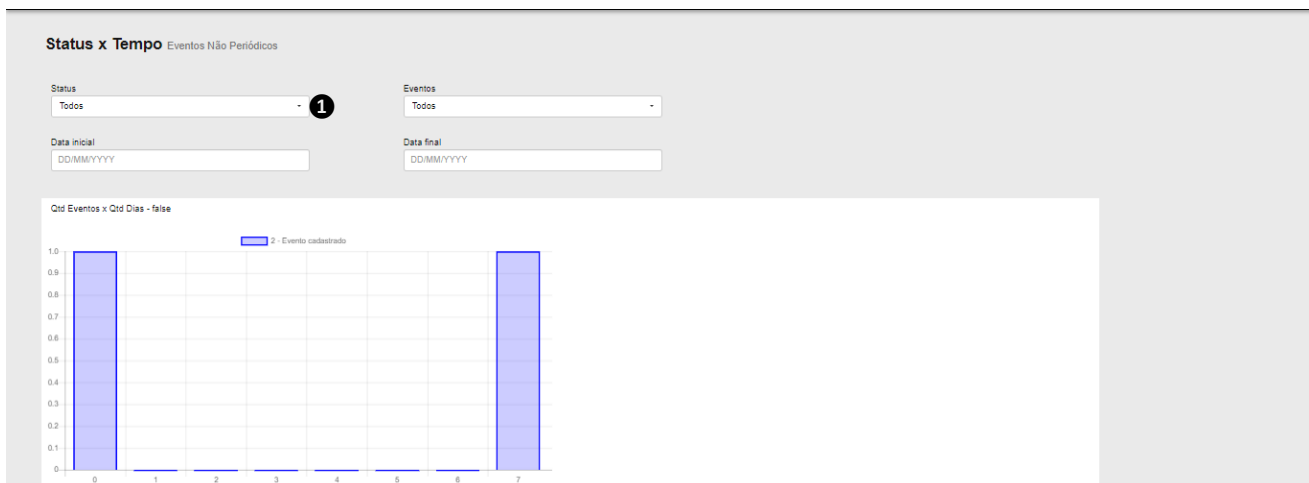 Status x Tempo Eventos Não Periódicos
Status
Eventos
Todos
1
Todos
Data inicial
Data final
DD/MM/YYYY
DD/MM/YYYY
Qtd Eventos x Qtd Dias - false
2 - Evento cadastrado
1.0
0.9
0.8
0.7
0.6
0.5
0.4
0.3
0.2
0.1
0
0 1 2 3 4 5 6 7